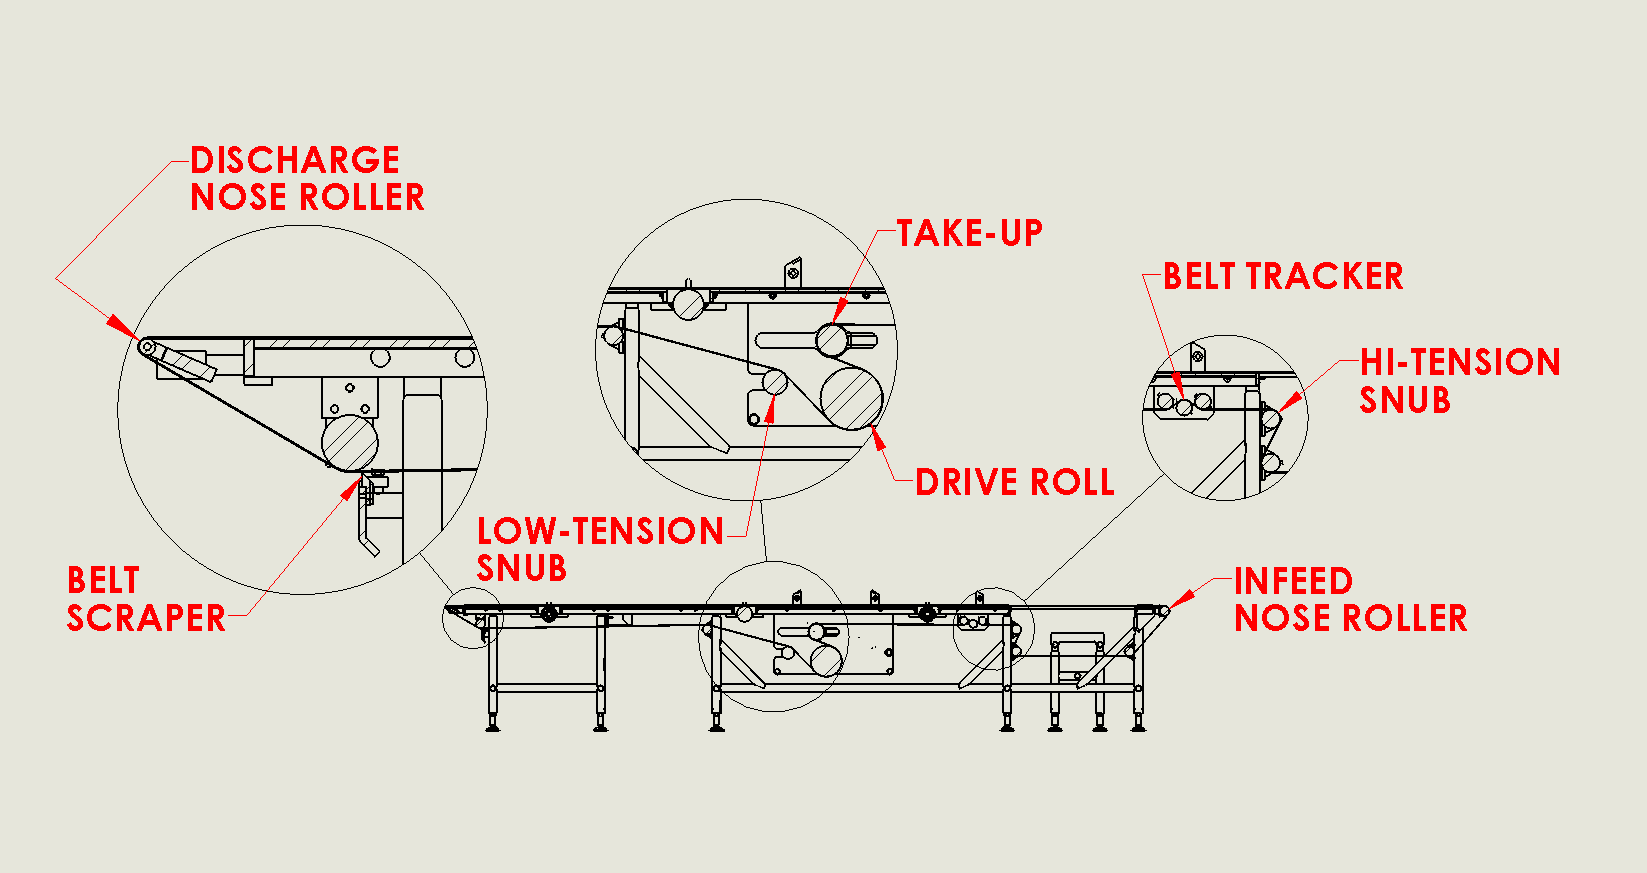 DISCHARGE
NOSE ROLLER
TAKE-UP
BELT TRACKER
HI-TENSION
SNUB
DRIVE ROLL
LOW-TENSION
SNUB
BELT
SCRAPER
INFEED
NOSE ROLLER